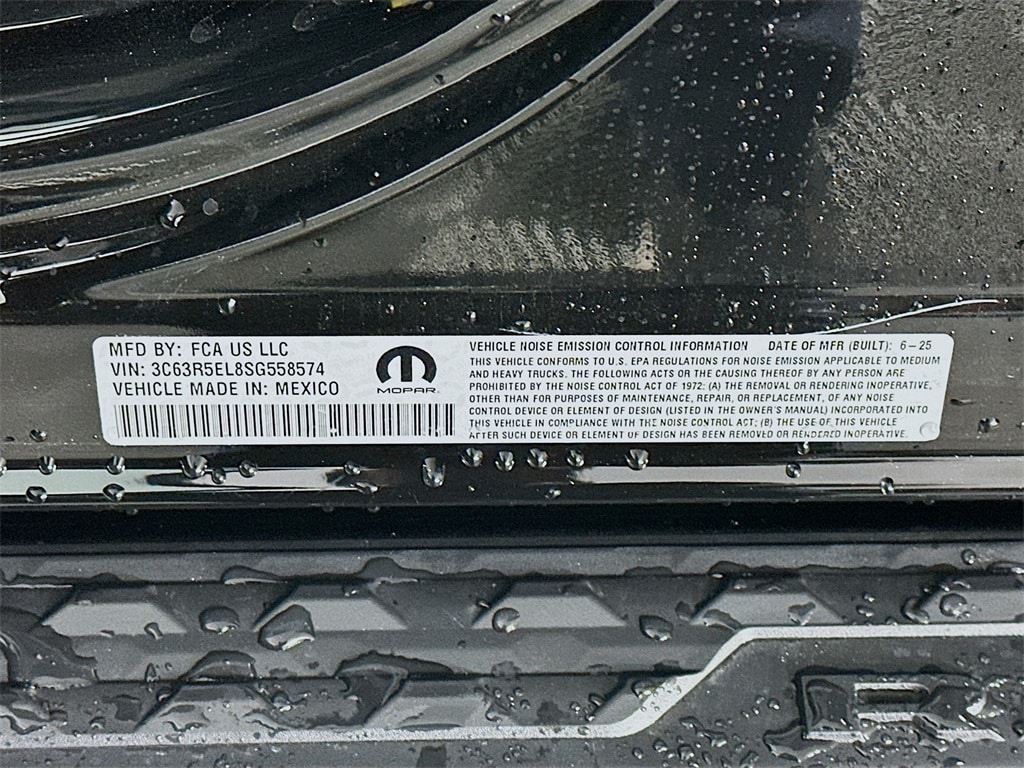 MFD BY: FCA US LLC
VIN: 3C63R5EL8SG558574
VEHICLE MADE IN: MEXICO
MOPAR
VEHICLE NOISE EMISSION CONTROL INFORMATION DATE OF MFR (BUILT): 6-25
THIS VEHICLE CONFORMS TO U.S. EPA REGULATIONS FOR NOISE EMISSION APPLICABLE TO MEDIUM
AND HEAVY TRUCKS. THE FOLLOWING ACTS OR THE CAUSING THEREOF BY ANY PERSON ARE
PROHIBITED BY THE NOISE CONTROL ACT OF 1972: (A) THE REMOVAL OR RENDERING INOPERATIVE,
OTHER THAN FOR PURPOSES OF MAINTENANCE, REPAIR, OR REPLACEMENT, OF ANY NOISE
CONTROL DEVICE OR ELEMENT OF DESIGN (LISTED IN THE OWNER'S MANUAL) INCORPORATED INTO
THIS VEHICLE IN COMPLIANCE WITH THE NOISE CONTROL ACT; (B) THE USE OF THIS VEHICLE
AFTER SUCH DEVICE OR ELEMENT OF DESIGN HAS BEEN REMOVED OR RENDERED INOPERATIVE.